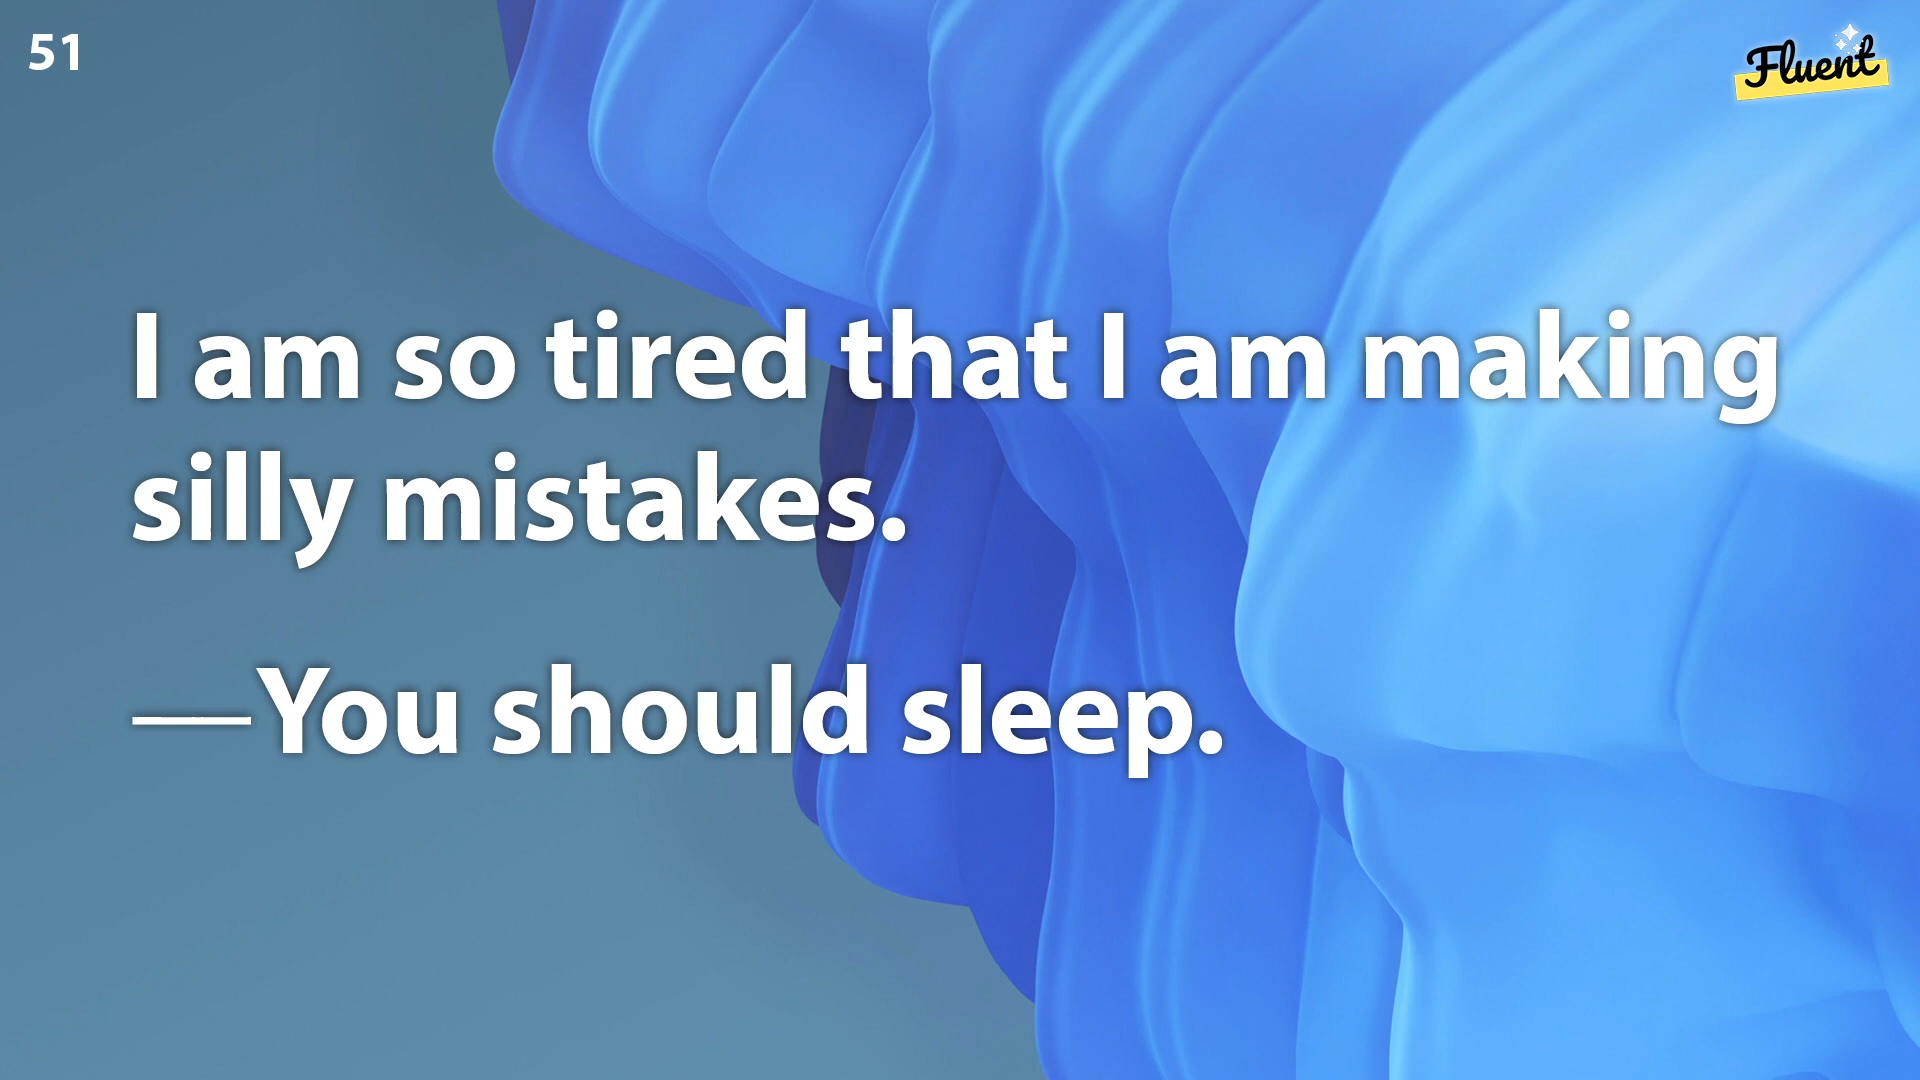 51
Fluent
I am so tired that I am making
silly mistakes.
—You should sleep.